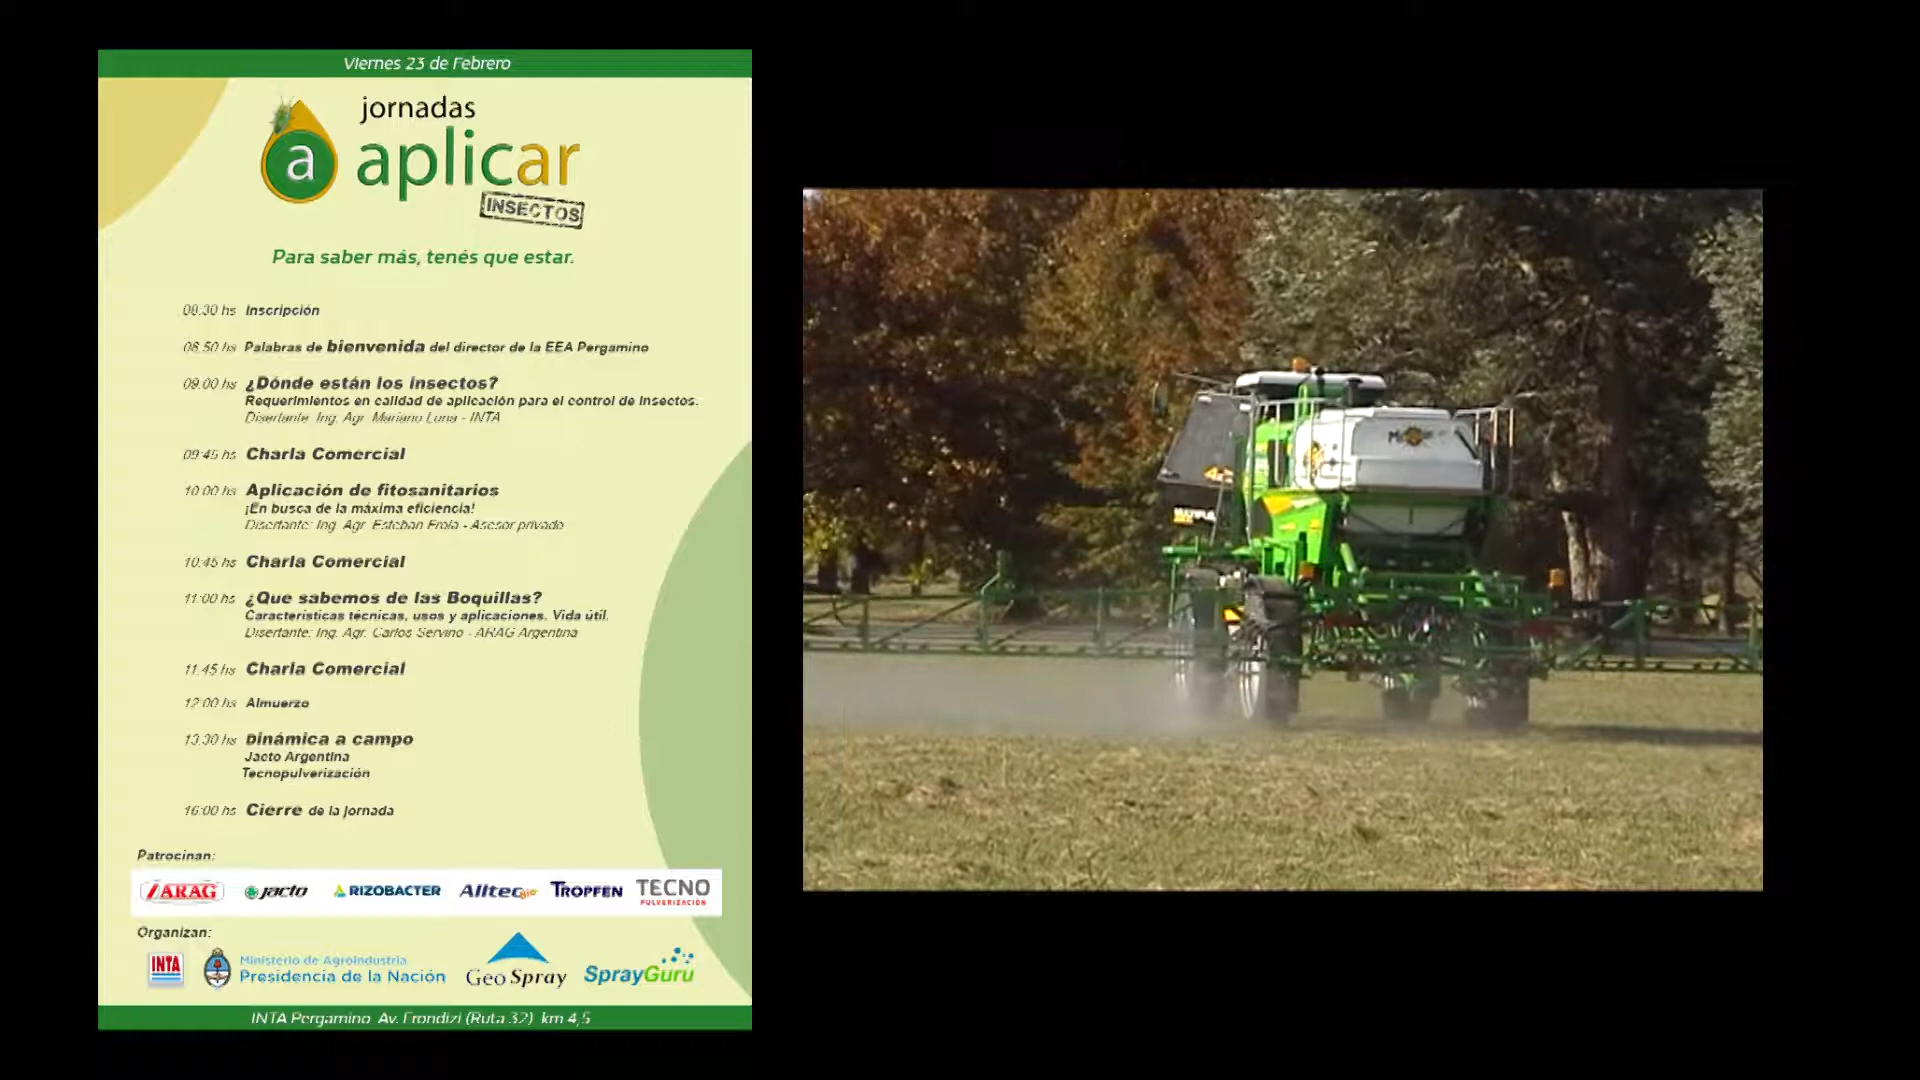 Viernes 23 de Febrero
jornadas
a aplicar
INSECTOS
Para saber más, tenés que estar.
08:30 hs Inscripción
08:50 hs Palabras de bienvenida del director de la EEA Pergamino
09:00 hs ¿Dónde están los insectos?
Requerimientos en calidad de aplicación para el control de insectos.
Disertante: Ing. Agr. Mariano Luna - INTA
09:45 hs Charla Comercial
10:00 hs Aplicación de fitosanitarios
¡En busca de la máxima eficiencia!
Disertante: Ing. Agr. Esteban Frola - Asesor privado
10:45 hs Charla Comercial
11:00 hs ¿Que sabemos de las Boquillas?
Características técnicas, usos y aplicaciones. Vida útil.
Disertante: Ing. Agr. Carlos Servino - ARAG Argentina
11:45 hs Charla Comercial
12:00 hs Almuerzo
13:30 hs Dinámica a campo
Jacto Argentina
Tecnopulverización
16:00 hs Cierre de la jornada
Patrocinan:
ARAG jacto RIZOBACTER Alltec Bio TROPFEN TECNO
PULVERIZACIÓN
Organizan:
INTA Ministerio de Agroindustria
Presidencia de la Nación Geo Spray SprayGuru
INTA Pergamino Av. Frondizi (Ruta 32) km 4,5